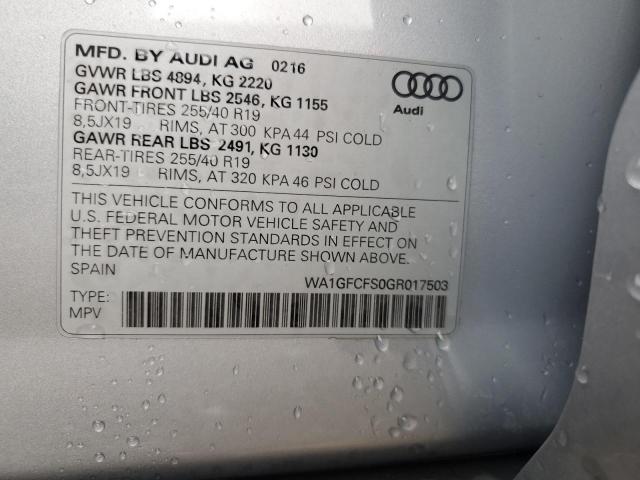 MFD. BY AUDI AG 0216
GVWR LBS 4894, KG 2220
GAWR FRONT LBS 2546, KG 1155
FRONT-TIRES 255/40 R19
8,5JX19 RIMS, AT 300 KPA 44 PSI COLD
GAWR REAR LBS 2491, KG 1130
REAR-TIRES 255/40 R19
8,5JX19 RIMS, AT 320 KPA 46 PSI COLD
Audi
THIS VEHICLE CONFORMS TO ALL APPLICABLE
U.S. FEDERAL MOTOR VEHICLE SAFETY AND
THEFT PREVENTION STANDARDS IN EFFECT ON
THE DATE OF MANUFACTURE SHOWN ABOVE.
SPAIN
WA1GFCFS0GR017503
TYPE:
MPV